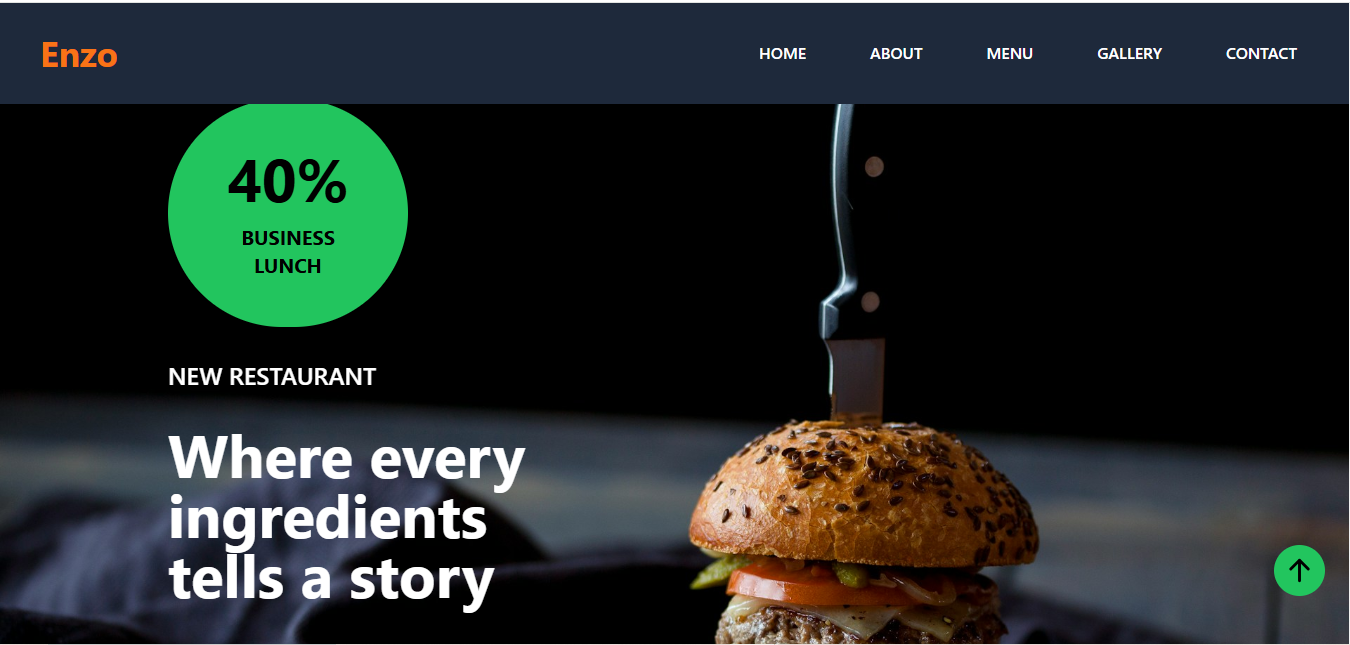 Enzo
HOME ABOUT MENU GALLERY CONTACT
40%
BUSINESS
LUNCH
NEW RESTAURANT
Where every
ingredients
tells a story